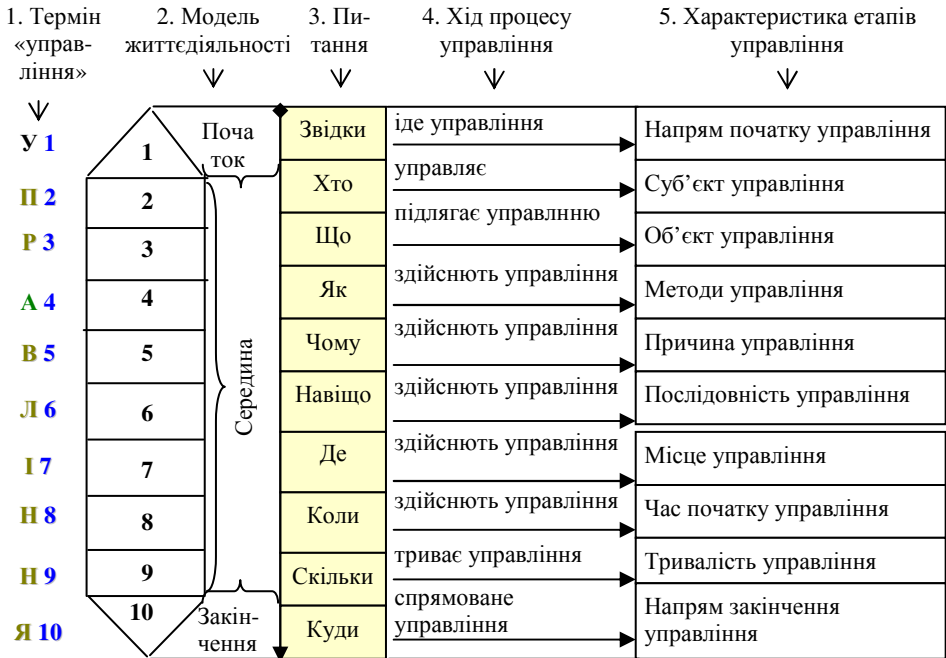 1. Термін
«управ-
ління»
2. Модель
життєдіяльності
3. Пи-
тання
4. Хід процесу
управління
5. Характеристика етапів
управління
У 1
1
Поча
ток
Звідки
іде управління
Напрям початку управління
П 2
2
Хто
управляє
Суб’єкт управління
Р 3
3
Що
підлягає управлнню
Об’єкт управління
А 4
4
Як
здійснють управління
Методи управління
В 5
5
Середина
Чому
здійснють управління
Причина управління
Л 6
6
Навіщо
здійснють управління
Послідовність управління
І 7
7
Де
здійснють управління
Місце управління
Н 8
8
Коли
здійснють управління
Час початку управління
Н 9
9
Скільки
триває управління
Тривалість управління
Я 10
10
Закін-
чення
Куди
спрямоване
управління
Напрям закінчення
управління